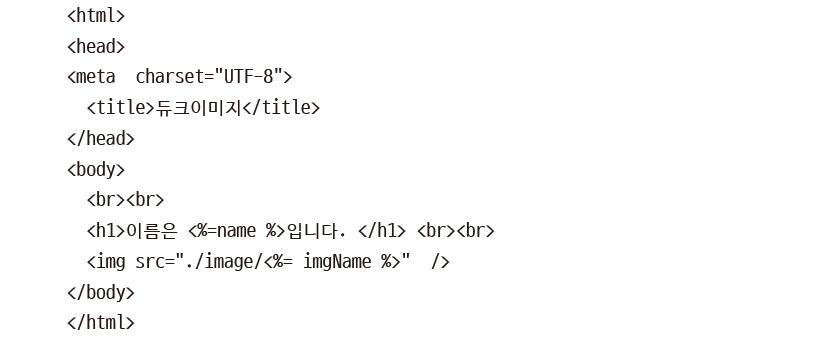 <html>
<head>
<meta  charset="UTF-8">
  <title>듀크이미지</title>
</head>
<body>
  <br><br>
  <h1>이름은 <%=name %>입니다. </h1> <br><br>
  <img src="./image/<%= imgName %>"  />
</body>
</html>